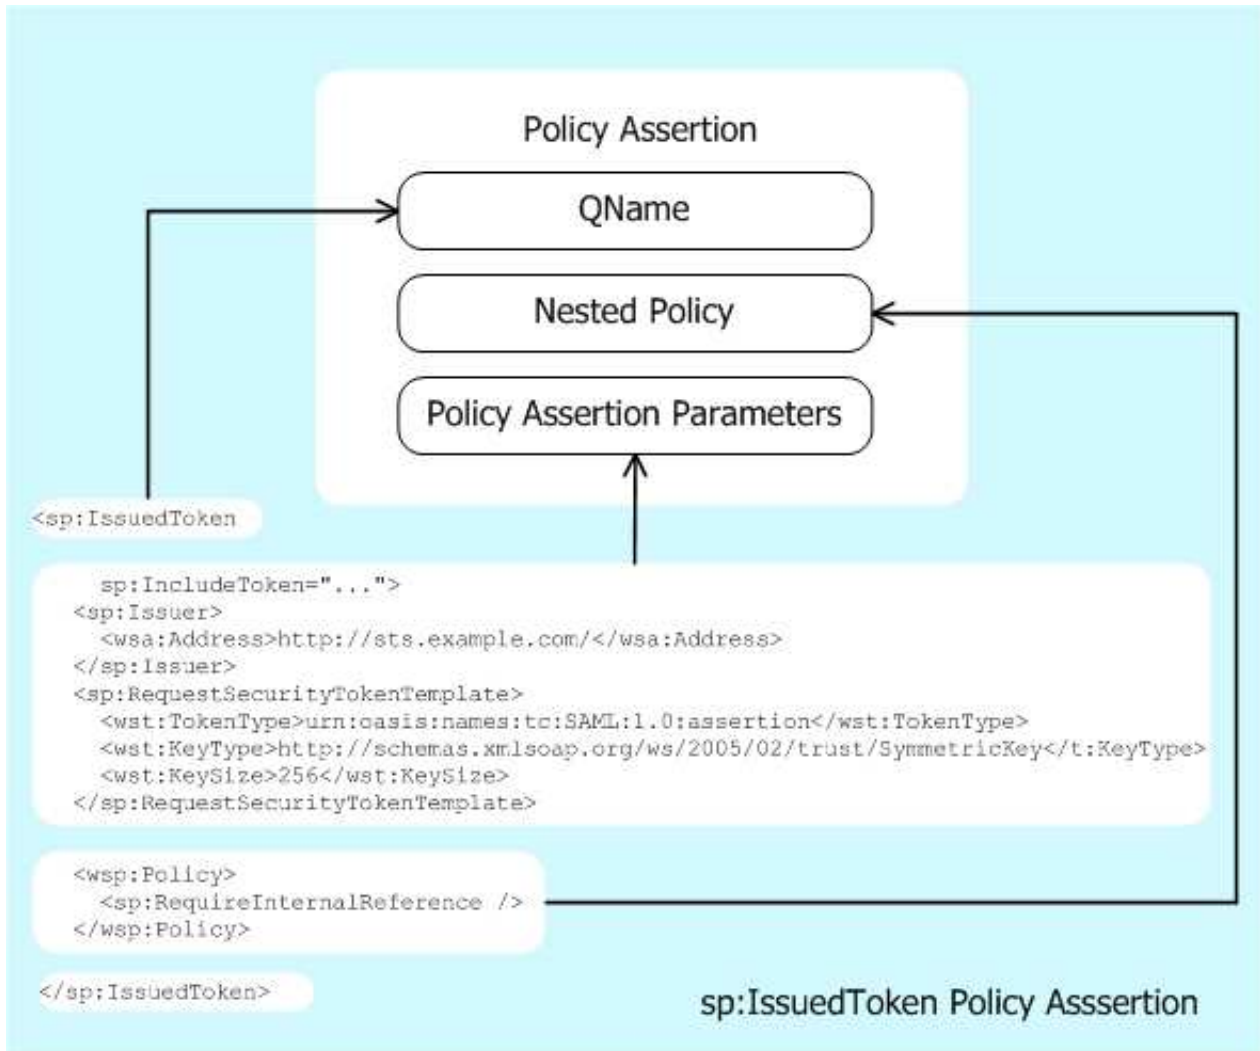 Policy Assertion
QName
Nested Policy
Policy Assertion Parameters
<sp:IssuedToken
sp:IncludeToken="...">
<sp:Issuer>
<wsa:Address>http://sts.example.com/</wsa:Address>
</sp:Issuer>
<sp:RequestSecurityTokenTemplate>
<wst:TokenType>urn:oasis:names:tc:SAML:1.0:assertion</wst:TokenType>
<wst:KeyType>http://schemas.xmlsoap.org/ws/2005/02/trust/SymmetricKey</t:KeyType>
<wst:KeySize>256</wst:KeySize>
</sp:RequestSecurityTokenTemplate>
<wsp:Policy>
<sp:RequireInternalReference />
</wsp:Policy>
</sp:IssuedToken>
sp:IssuedToken Policy Asssertion